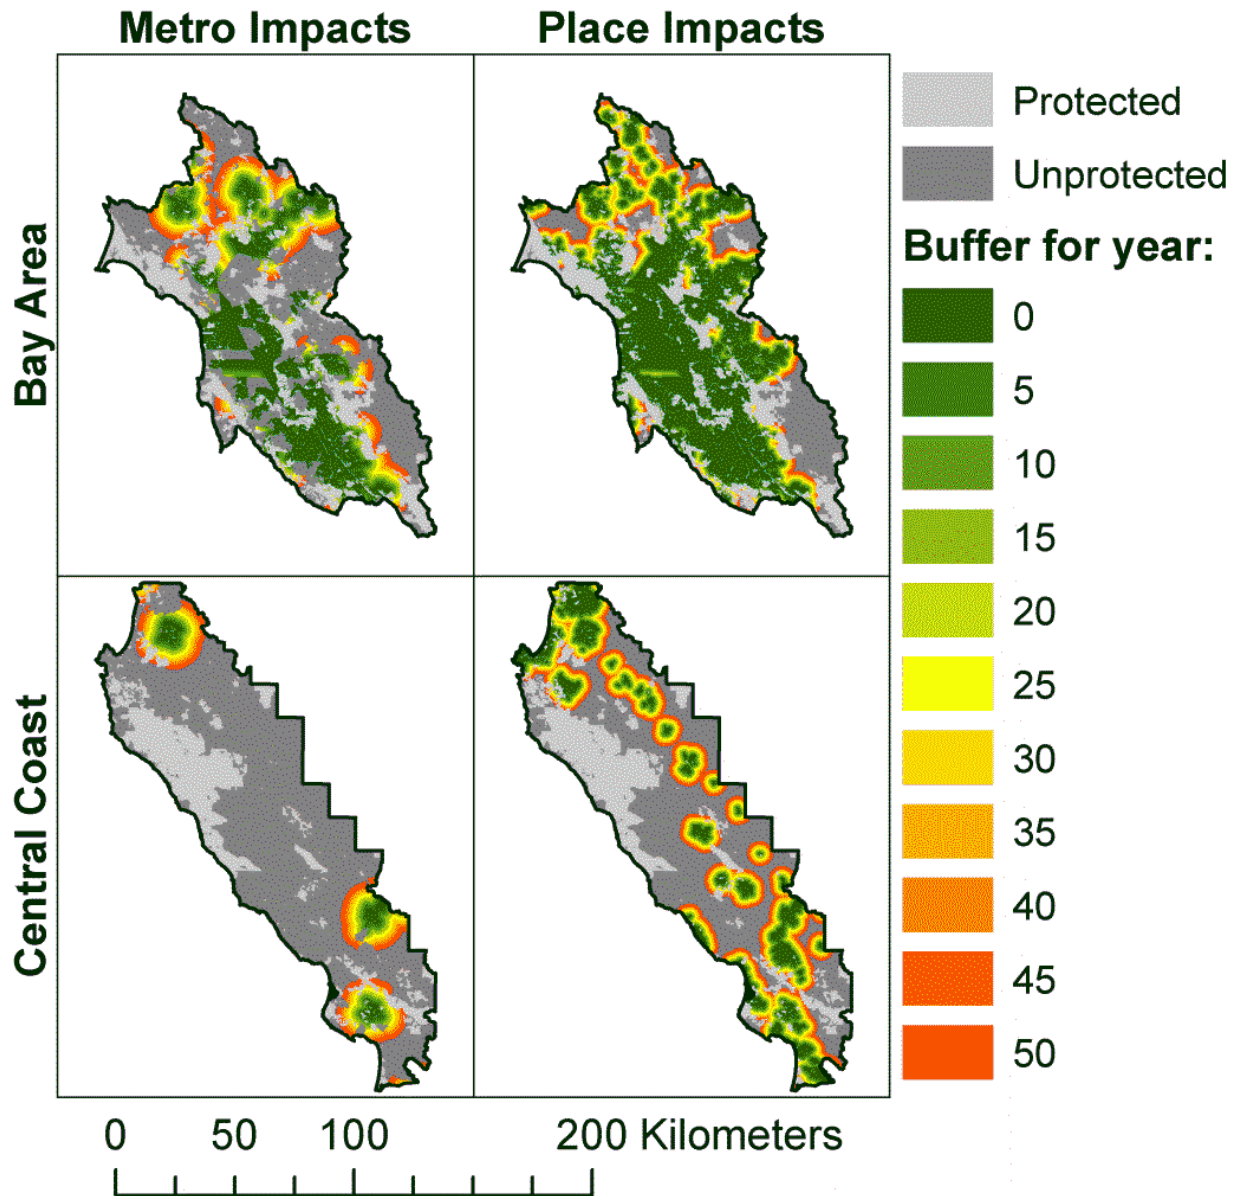 Metro Impacts
Place Impacts
Bay Area
Central Coast
Protected
Unprotected
Buffer for year:
0
5
10
15
20
25
30
35
40
45
50
0 50 100 200 Kilometers